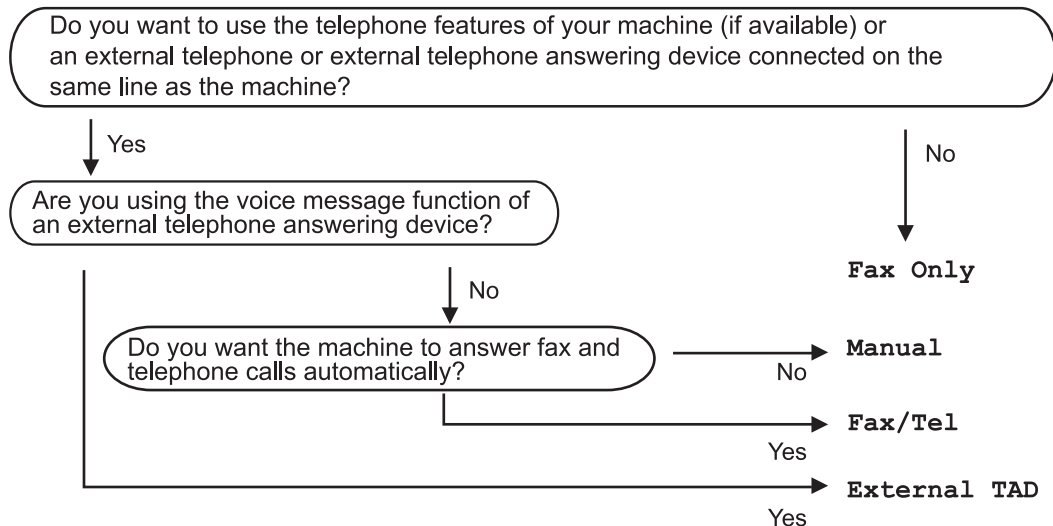 Do you want to use the telephone features of your machine (if available) or
an external telephone or external telephone answering device connected on the
same line as the machine?
Yes
No
Are you using the voice message function of
an external telephone answering device?
Fax Only
No
Do you want the machine to answer fax and
telephone calls automatically?
Manual
No
Fax/Tel
Yes
External TAD
Yes